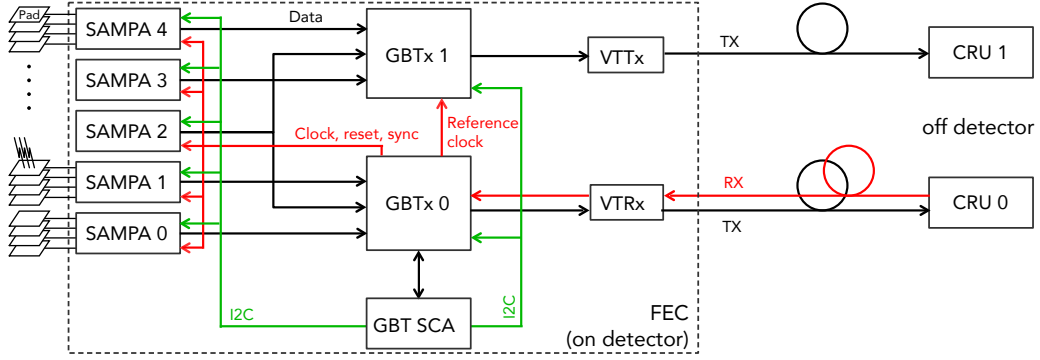 Pad
SAMPA 4
Data
GBTx 1
VTTx
TX
CRU 1
SAMPA 3
SAMPA 2
Clock, reset, sync
Reference
clock
off detector
SAMPA 1
GBTx 0
VTRx
RX
TX
CRU 0
SAMPA 0
I2C
GBT SCA
I2C
FEC
(on detector)